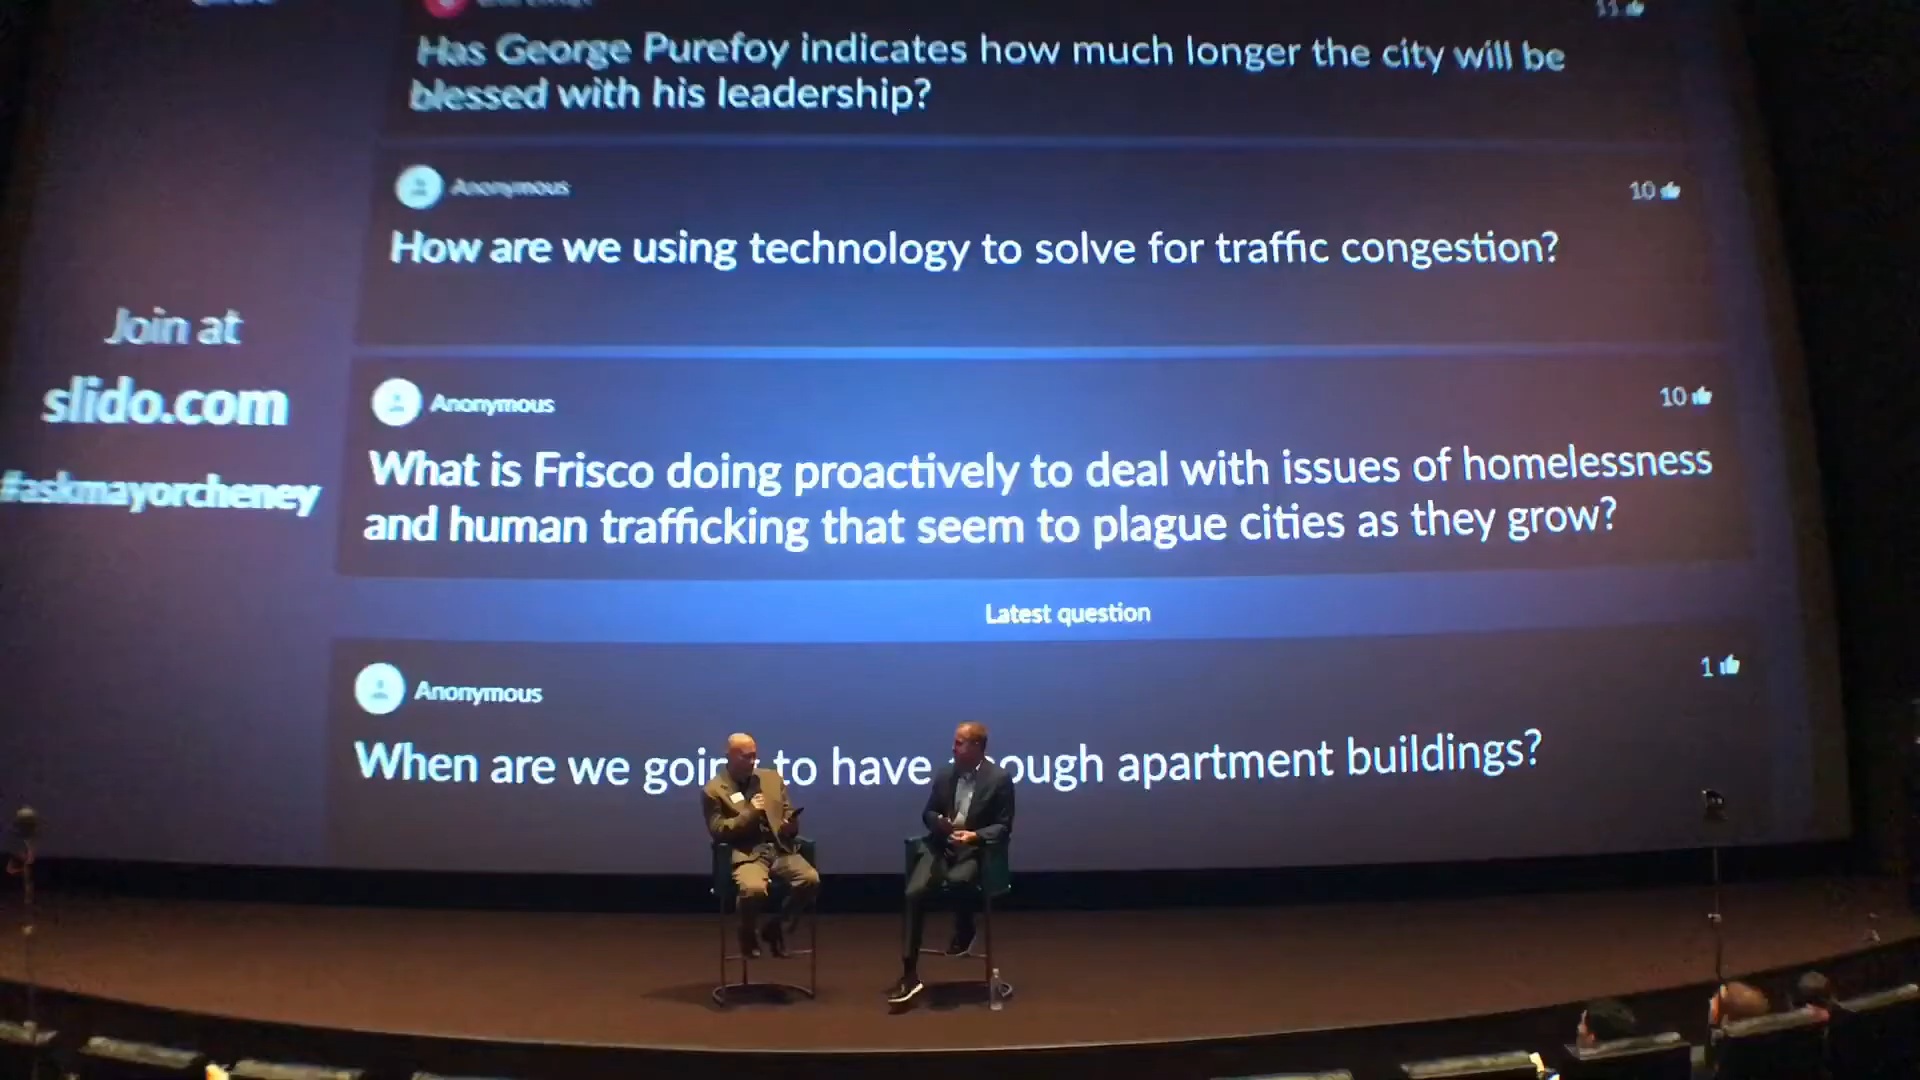 11
Has George Purefoy indicates how much longer the city will be
blessed with his leadership?
Anonymous
10
How are we using technology to solve for traffic congestion?
Join at
slido.com
#askmayorcheney
Anonymous
10
What is Frisco doing proactively to deal with issues of homelessness
and human trafficking that seem to plague cities as they grow?
Latest question
Anonymous
1
When are we goin to have ough apartment buildings?